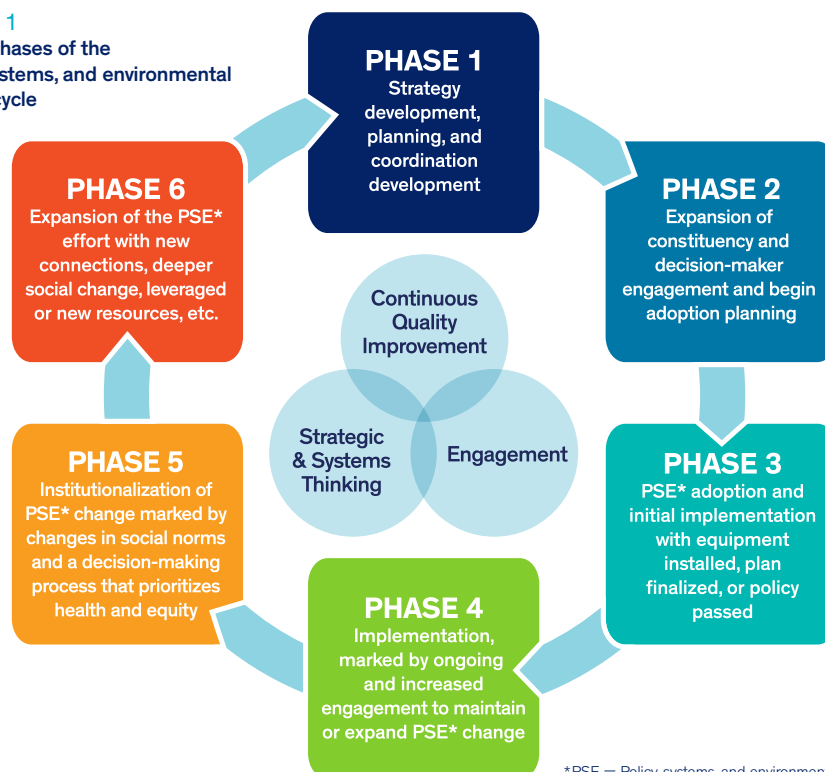 1
hases of the
stems, and environmental
ycle
PHASE 1
Strategy
development,
planning, and
coordination
development
PHASE 2
Expansion of
constituency and
decision-maker
engagement and begin
adoption planning
PHASE 3
PSE* adoption and
initial implementation
with equipment
installed, plan
finalized, or policy
passed
PHASE 4
Implementation,
marked by ongoing
and increased
engagement to maintain
or expand PSE* change
PHASE 5
Institutionalization of
PSE* change marked by
changes in social norms
and a decision-making
process that prioritizes
health and equity
PHASE 6
Expansion of the PSE*
effort with new
connections, deeper
social change, leveraged
or new resources, etc.
Continuous
Quality
Improvement
Strategic
& Systems
Thinking
Engagement
*PSE = Policy, systems, and environment